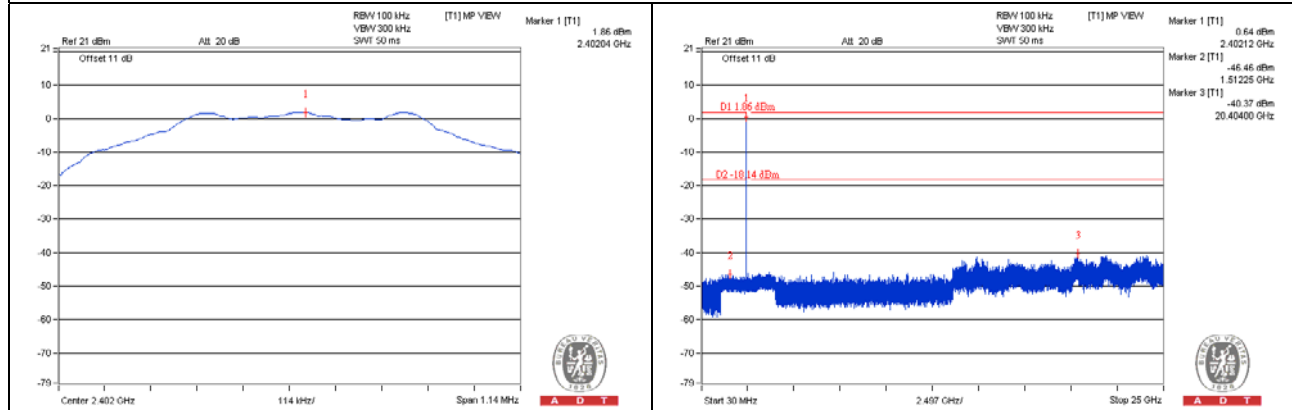 RBW 100 kHz [T1] MP VIEW
VBW 300 kHz
Ref 21 dBm Att 20 dB SWT 50 ms
Marker 1 [T1]
1.86 dBm
2.40204 GHz
21
Offset 11 dB
10
0
-10
-20
-30
-40
-50
-60
-70
-79
1
Center 2.402 GHz 114 kHz/ Span 1.14 MHz
BUREAU VERITAS
1828
A D T
RBW 100 kHz [T1] MP VIEW
VBW 300 kHz
Ref 21 dBm Att 20 dB SWT 50 ms
Marker 1 [T1]
0.64 dBm
2.40212 GHz
Marker 2 [T1]
-46.46 dBm
1.51225 GHz
Marker 3 [T1]
-40.37 dBm
20.40400 GHz
21
Offset 11 dB
10
0
-10
-20
-30
-40
-50
-60
-70
-79
1
D1 1.86 dBm
D2 -18.14 dBm
2
3
Start 30 MHz 2.497 GHz/ Stop 25 GHz
BUREAU VERITAS
1828
A D T